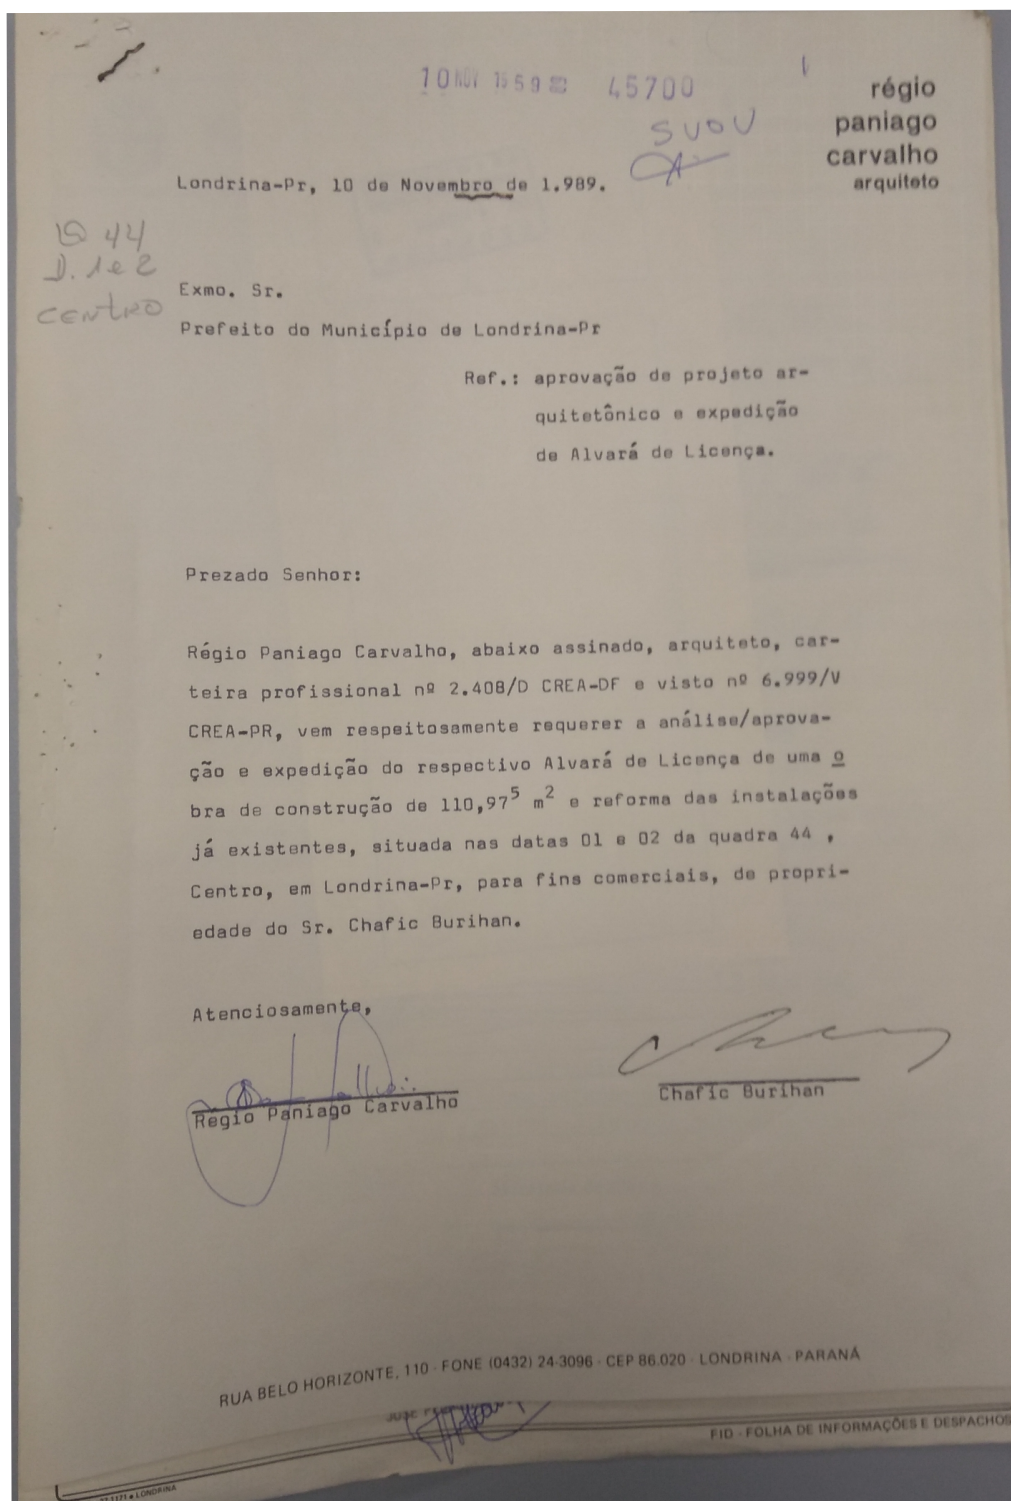 10 NOV 1559 89 45700
SUOU
régio
paniago
carvalho
arquiteto
Londrina-Pr, 10 de Novembro de 1.989.
Q 44
D. 1 e 2
CENTRO
Exmo. Sr.
Prefeito do Município de Londrina-Pr
Ref.: aprovação de projeto ar-
quitetônico e expedição
de Alvará de Licença.
Prezado Senhor:
Régio Paniago Carvalho, abaixo assinado, arquiteto, car-
teira profissional nº 2.408/D CREA-DF e visto nº 6.999/V
CREA-PR, vem respeitosamente requerer a análise/aprova-
ção e expedição do respectivo Alvará de Licença de uma o
bra de construção de 110,97⁵ m² e reforma das instalações
já existentes, situada nas datas 01 e 02 da quadra 44 ,
Centro, em Londrina-Pr, para fins comerciais, de propri-
edade do Sr. Chafic Burihan.
Atenciosamente,
Regio Paniago Carvalho
Chafic Burihan
RUA BELO HORIZONTE, 110 - FONE (0432) 24-3096 - CEP 86.020 - LONDRINA - PARANÁ
FID - FOLHA DE INFORMAÇÕES E DESPACHOS
LONDRINA